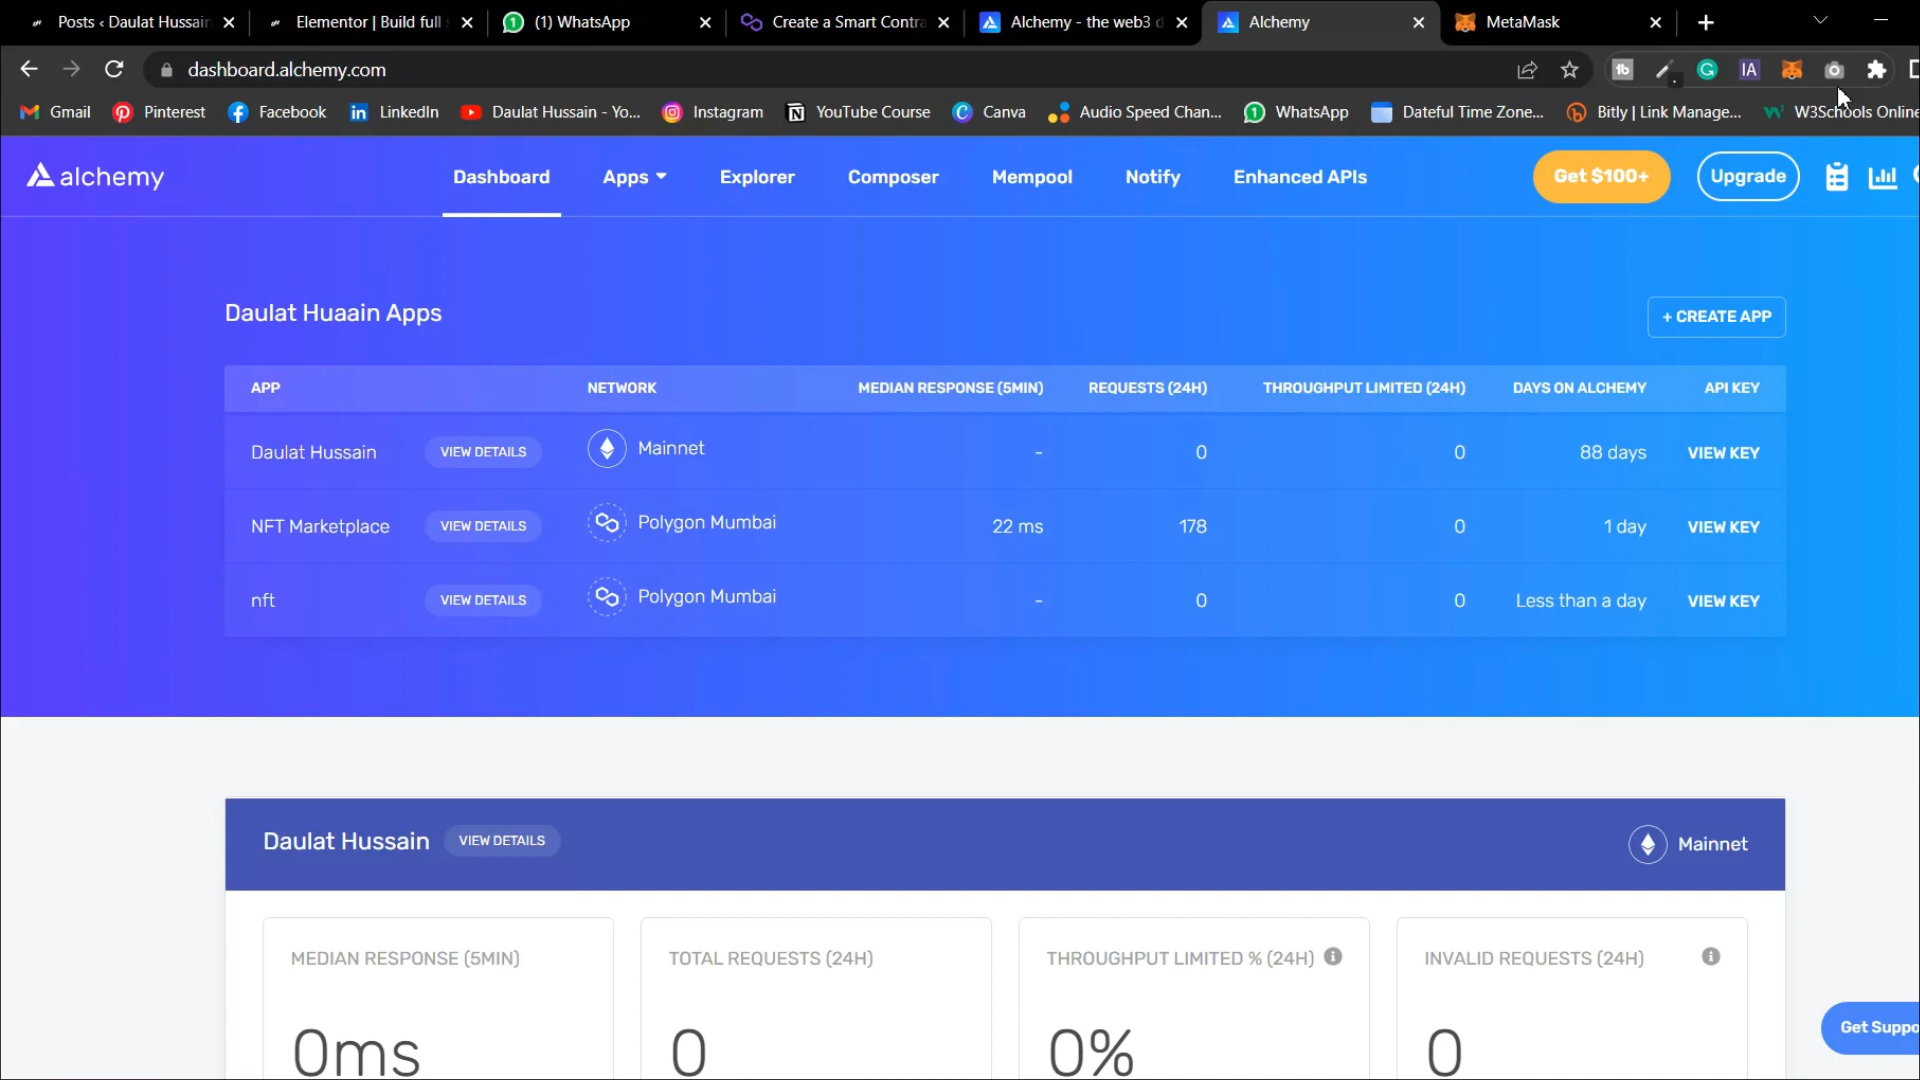 Posts ‹ Daulat Hussain
Elementor | Build full
(1) WhatsApp
Create a Smart Contra
Alchemy - the web3 d
Alchemy
MetaMask
dashboard.alchemy.com
Gmail
Pinterest
Facebook
LinkedIn
Daulat Hussain - Yo...
Instagram
YouTube Course
Canva
Audio Speed Chan...
WhatsApp
Dateful Time Zone...
Bitly | Link Manage...
W3Schools Online
alchemy
Dashboard
Apps
Explorer
Composer
Mempool
Notify
Enhanced APIs
Get $100+
Upgrade
Daulat Huaain Apps
+ CREATE APP
APP NETWORK MEDIAN RESPONSE (5MIN) REQUESTS (24H) THROUGHPUT LIMITED (24H) DAYS ON ALCHEMY API KEY
Daulat Hussain VIEW DETAILS Mainnet - 0 0 88 days VIEW KEY
NFT Marketplace VIEW DETAILS Polygon Mumbai 22 ms 178 0 1 day VIEW KEY
nft VIEW DETAILS Polygon Mumbai - 0 0 Less than a day VIEW KEY
Daulat Hussain VIEW DETAILS Mainnet
MEDIAN RESPONSE (5MIN) TOTAL REQUESTS (24H) THROUGHPUT LIMITED % (24H) INVALID REQUESTS (24H)
0ms 0 0% 0
Get Suppo